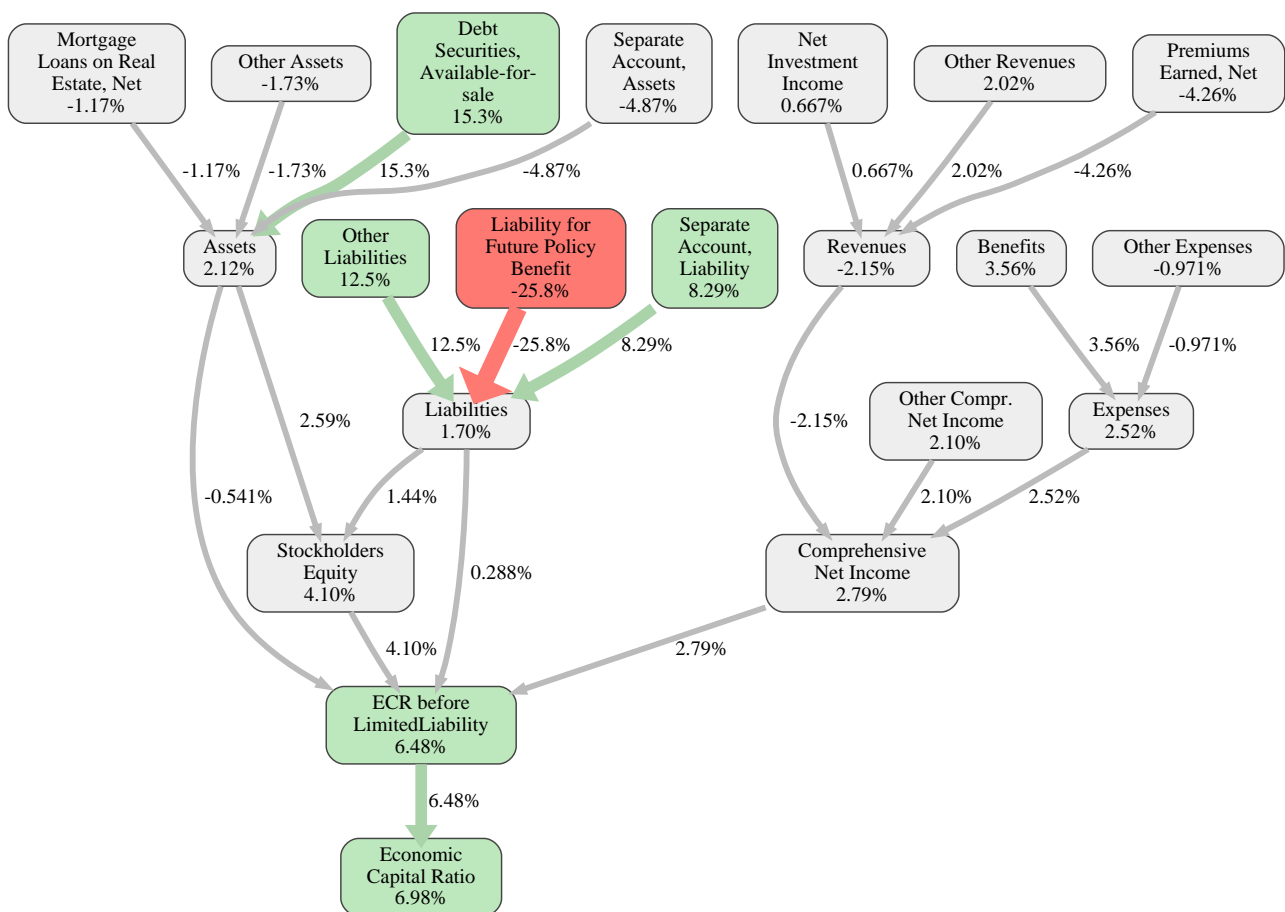 Mortgage
Loans on Real
Estate, Net
-1.17%
Other Assets
-1.73%
Debt
Securities,
Available-for-
sale
15.3%
Separate
Account,
Assets
-4.87%
Net
Investment
Income
0.667%
Other Revenues
2.02%
Premiums
Earned, Net
-4.26%
-1.17%
-1.73%
15.3%
-4.87%
0.667%
2.02%
-4.26%
Assets
2.12%
Other
Liabilities
12.5%
Liability for
Future Policy
Benefit
-25.8%
Separate
Account,
Liability
8.29%
Revenues
-2.15%
Benefits
3.56%
Other Expenses
-0.971%
12.5%
-25.8%
8.29%
3.56%
-0.971%
Liabilities
1.70%
Other Compr.
Net Income
2.10%
Expenses
2.52%
2.59%
-2.15%
-0.541%
1.44%
0.288%
2.10%
2.52%
Stockholders
Equity
4.10%
Comprehensive
Net Income
2.79%
4.10%
2.79%
ECR before
LimitedLiability
6.48%
6.48%
Economic
Capital Ratio
6.98%